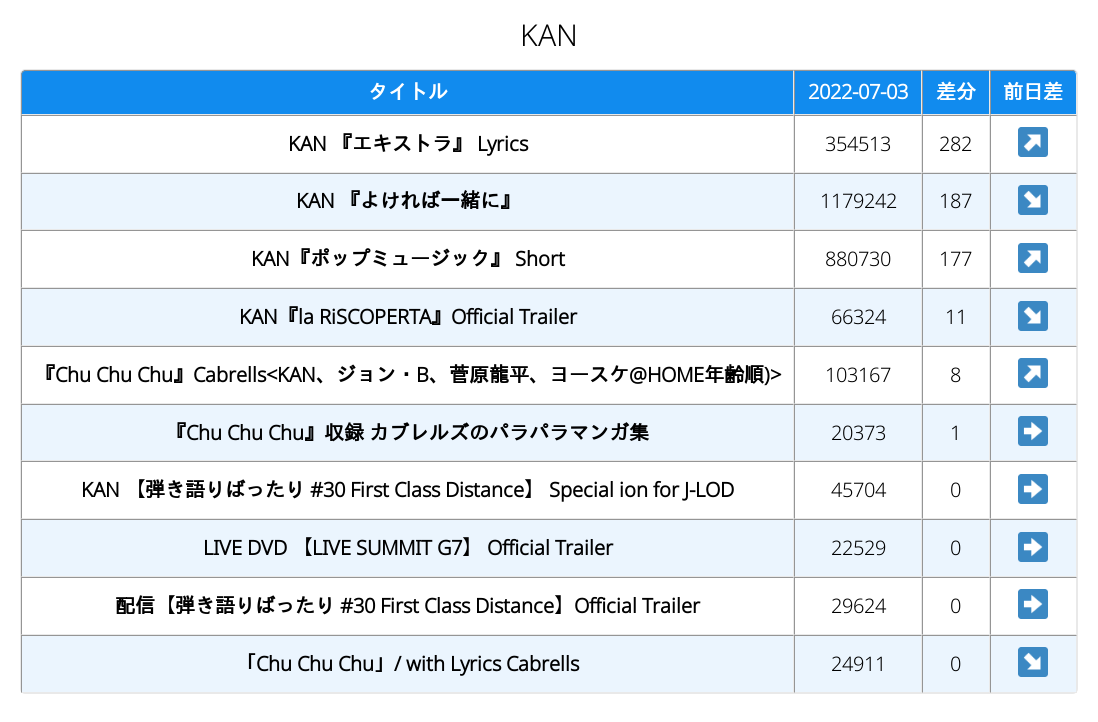 KAN
タイトル 2022-07-03 差分 前日差
KAN 『エキストラ』 Lyrics 354513 282 ↗
KAN 『よければ一緒に』 1179242 187 ↘
KAN『ポップミュージック』 Short 880730 177 ↗
KAN『la RiSCOPERTA』Official Trailer 66324 11 ↘
『Chu Chu Chu』Cabrells<KAN、ジョン・B、菅原龍平、ヨースケ@HOME年齢順)> 103167 8 ↗
『Chu Chu Chu』収録 カブレルズのパラパラマンガ集 20373 1 ➡
KAN 【弾き語りばったり #30 First Class Distance】 Special ion for J-LOD 45704 0 ➡
LIVE DVD 【LIVE SUMMIT G7】 Official Trailer 22529 0 ➡
配信【弾き語りばったり #30 First Class Distance】Official Trailer 29624 0 ➡
「Chu Chu Chu」/ with Lyrics Cabrells 24911 0 ↘